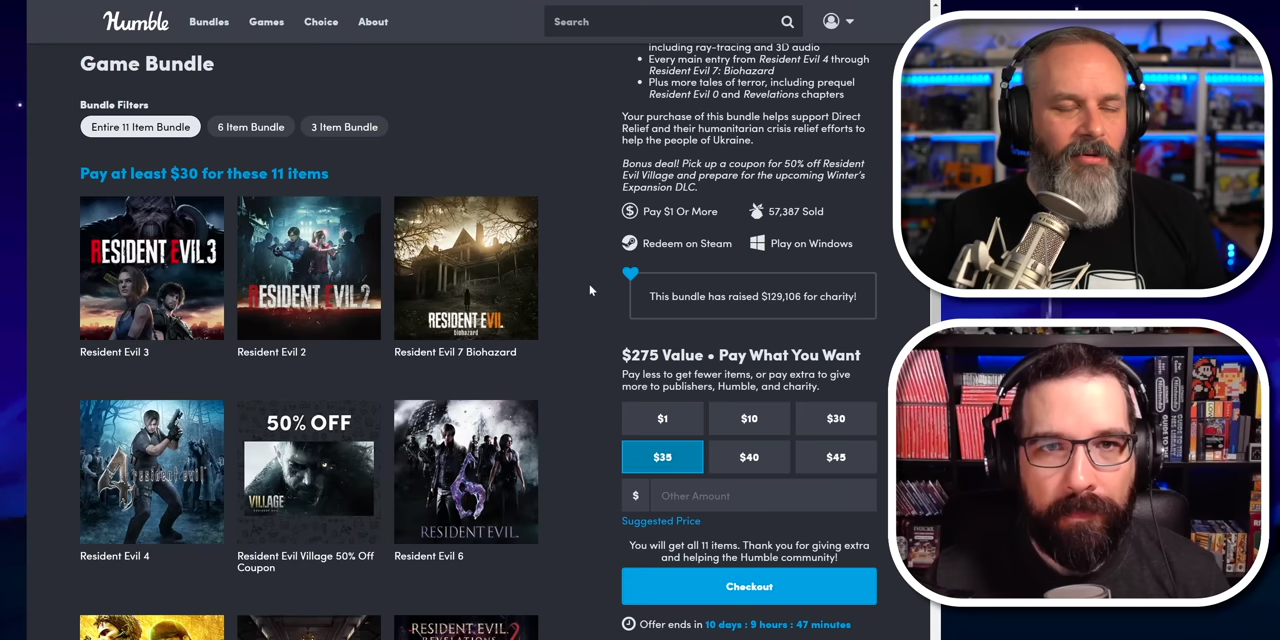 Humble
Bundles
Games
Choice
About
Search
Game Bundle
Bundle Filters
Entire 11 Item Bundle
6 Item Bundle
3 Item Bundle
Pay at least $30 for these 11 items
RESIDENT EVIL 3
RESIDENT EVIL 2
RESIDENT EVIL
biohazard
Resident Evil 3
Resident Evil 2
Resident Evil 7 Biohazard
4
resident evil
50% OFF
VILLAGE
6
RESIDENT EVIL
Resident Evil 4
Resident Evil Village 50% Off
Coupon
Resident Evil 6
RESIDENT EVIL
REVELATIONS 2
including ray-tracing and 3D audio
• Every main entry from Resident Evil 4 through
Resident Evil 7: Biohazard
• Plus more tales of terror, including prequel
Resident Evil 0 and Revelations chapters
Your purchase of this bundle helps support Direct
Relief and their humanitarian crisis relief efforts to
help the people of Ukraine.
Bonus deal! Pick up a coupon for 50% off Resident
Evil Village and prepare for the upcoming Winter's
Expansion DLC.
Pay $1 Or More
57,387 Sold
Redeem on Steam
Play on Windows
This bundle has raised $129,106 for charity!
$275 Value • Pay What You Want
Pay less to get fewer items, or pay extra to give
more to publishers, Humble, and charity.
$1
$10
$30
$35
$40
$45
$
Other Amount
Suggested Price
You will get all 11 items. Thank you for giving extra
and helping the Humble community!
Checkout
Offer ends in 10 days : 9 hours : 47 minutes